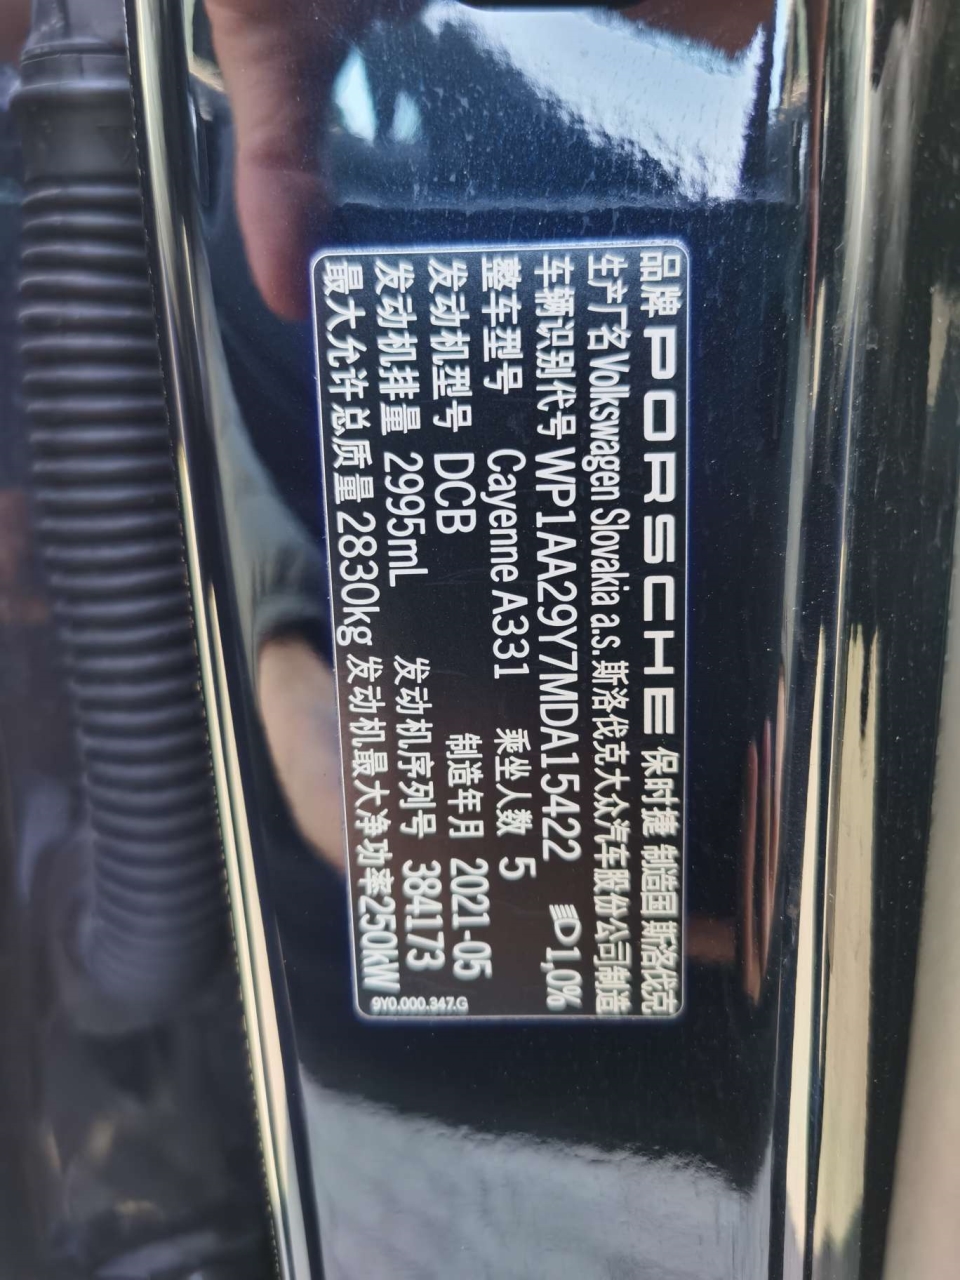 品牌 PORSCHE 保时捷 制造国 斯洛伐克
生产厂名 Volkswagen Slovakia a.s. 斯洛伐克大众汽车股份公司制造
车辆识别代号 WP1AA29Y7MDA15422 1,0%
整车型号 Cayenne A331 乘坐人数 5
发动机型号 DCB 制造年月 2021-05
发动机排量 2995mL 发动机序列号 384173
最大允许总质量 2830kg 发动机最大净功率250kW
9Y0.000.347.G